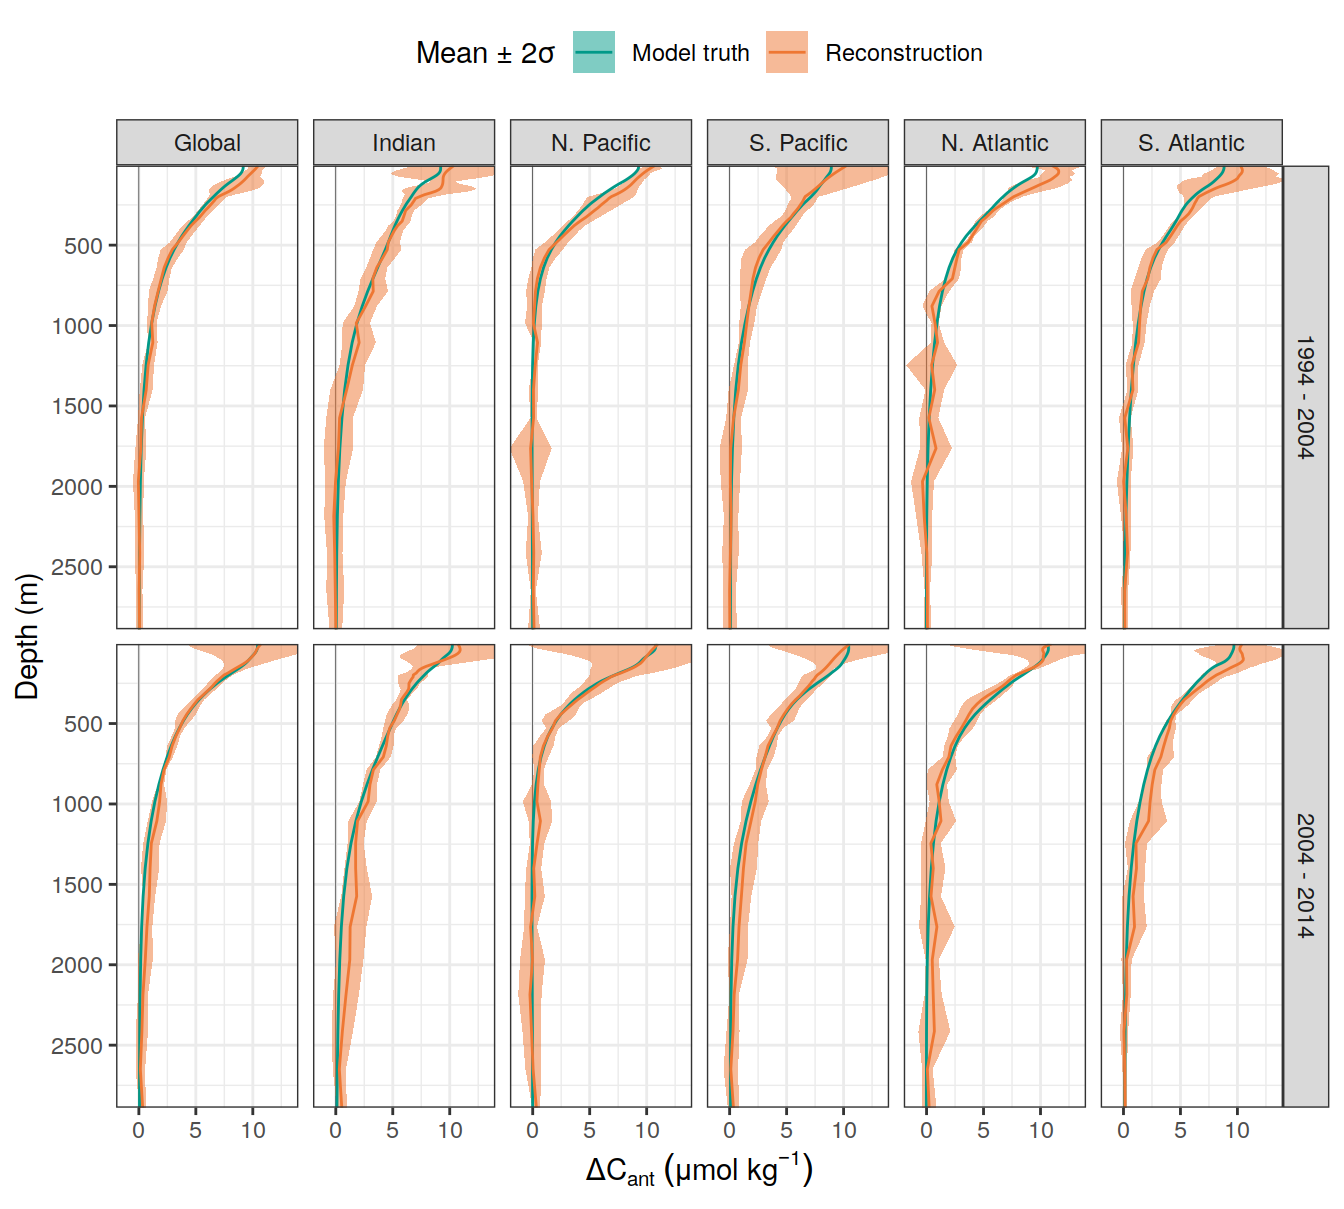 Mean ± 2σ Model truth Reconstruction
Global Indian N. Pacific S. Pacific N. Atlantic S. Atlantic
500
1000
1500
2000
2500
1994 - 2004
Depth (m)
500
1000
1500
2000
2500
2004 - 2014
0 5 10 0 5 10 0 5 10 0 5 10 0 5 10 0 5 10
ΔCant (μmol kg⁻¹)